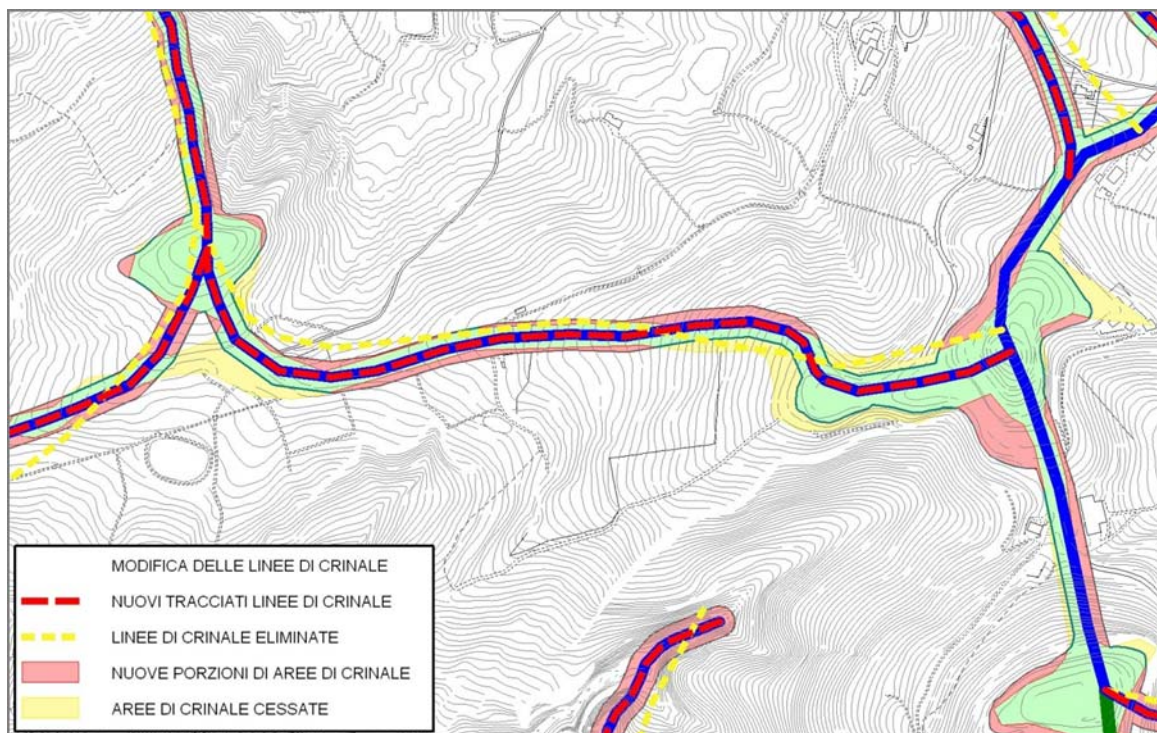 MODIFICA DELLE LINEE DI CRINALE
NUOVI TRACCIATI LINEE DI CRINALE
LINEE DI CRINALE ELIMINATE
NUOVE PORZIONI DI AREE DI CRINALE
AREE DI CRINALE CESSATE